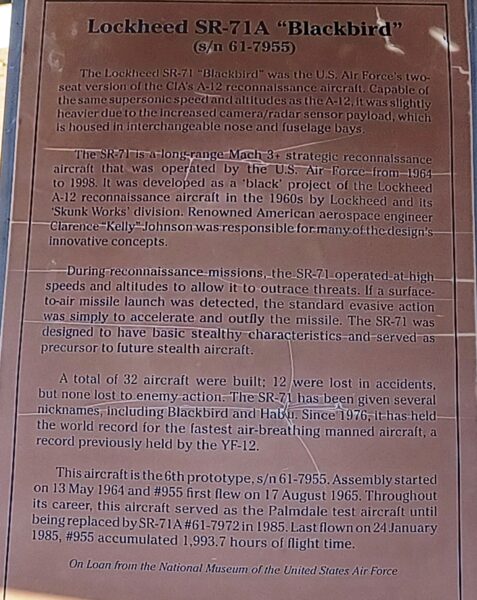 Lockheed SR-71A “Blackbird”
(s/n 61-7955)
The Lockheed SR-71 “Blackbird” was the U.S. Air Force's two-
seat version of the CIA's A-12 reconnaissance aircraft. Capable of
the same supersonic speed and altitudes as the A-12, it was slightly
heavier due to the increased camera/radar sensor payload, which
is housed in interchangeable nose and fuselage bays.
The SR-71 is a long-range Mach 3+ strategic reconnaissance
aircraft that was operated by the U.S. Air Force from 1964
to 1998. It was developed as a ‘black’ project of the Lockheed
A-12 reconnaissance aircraft in the 1960s by Lockheed and its
‘Skunk Works’ division. Renowned American aerospace engineer
Clarence “Kelly” Johnson was responsible for many of the design's
innovative concepts.
During reconnaissance missions, the SR-71 operated at high
speeds and altitudes to allow it to outrace threats. If a surface-
to-air missile launch was detected, the standard evasive action
was simply to accelerate and outfly the missile. The SR-71 was
designed to have basic stealthy characteristics and served as
precursor to future stealth aircraft.
A total of 32 aircraft were built; 12 were lost in accidents,
but none lost to enemy action. The SR-71 has been given several
nicknames, including Blackbird and Habu. Since 1976, it has held
the world record for the fastest air-breathing manned aircraft, a
record previously held by the YF-12.
This aircraft is the 6th prototype, s/n 61-7955. Assembly started
on 13 May 1964 and #955 first flew on 17 August 1965. Throughout
its career, this aircraft served as the Palmdale test aircraft until
being replaced by SR-71A #61-7972 in 1985. Last flown on 24 January
1985, #955 accumulated 1,993.7 hours of flight time.
On Loan from the National Museum of the United States Air Force